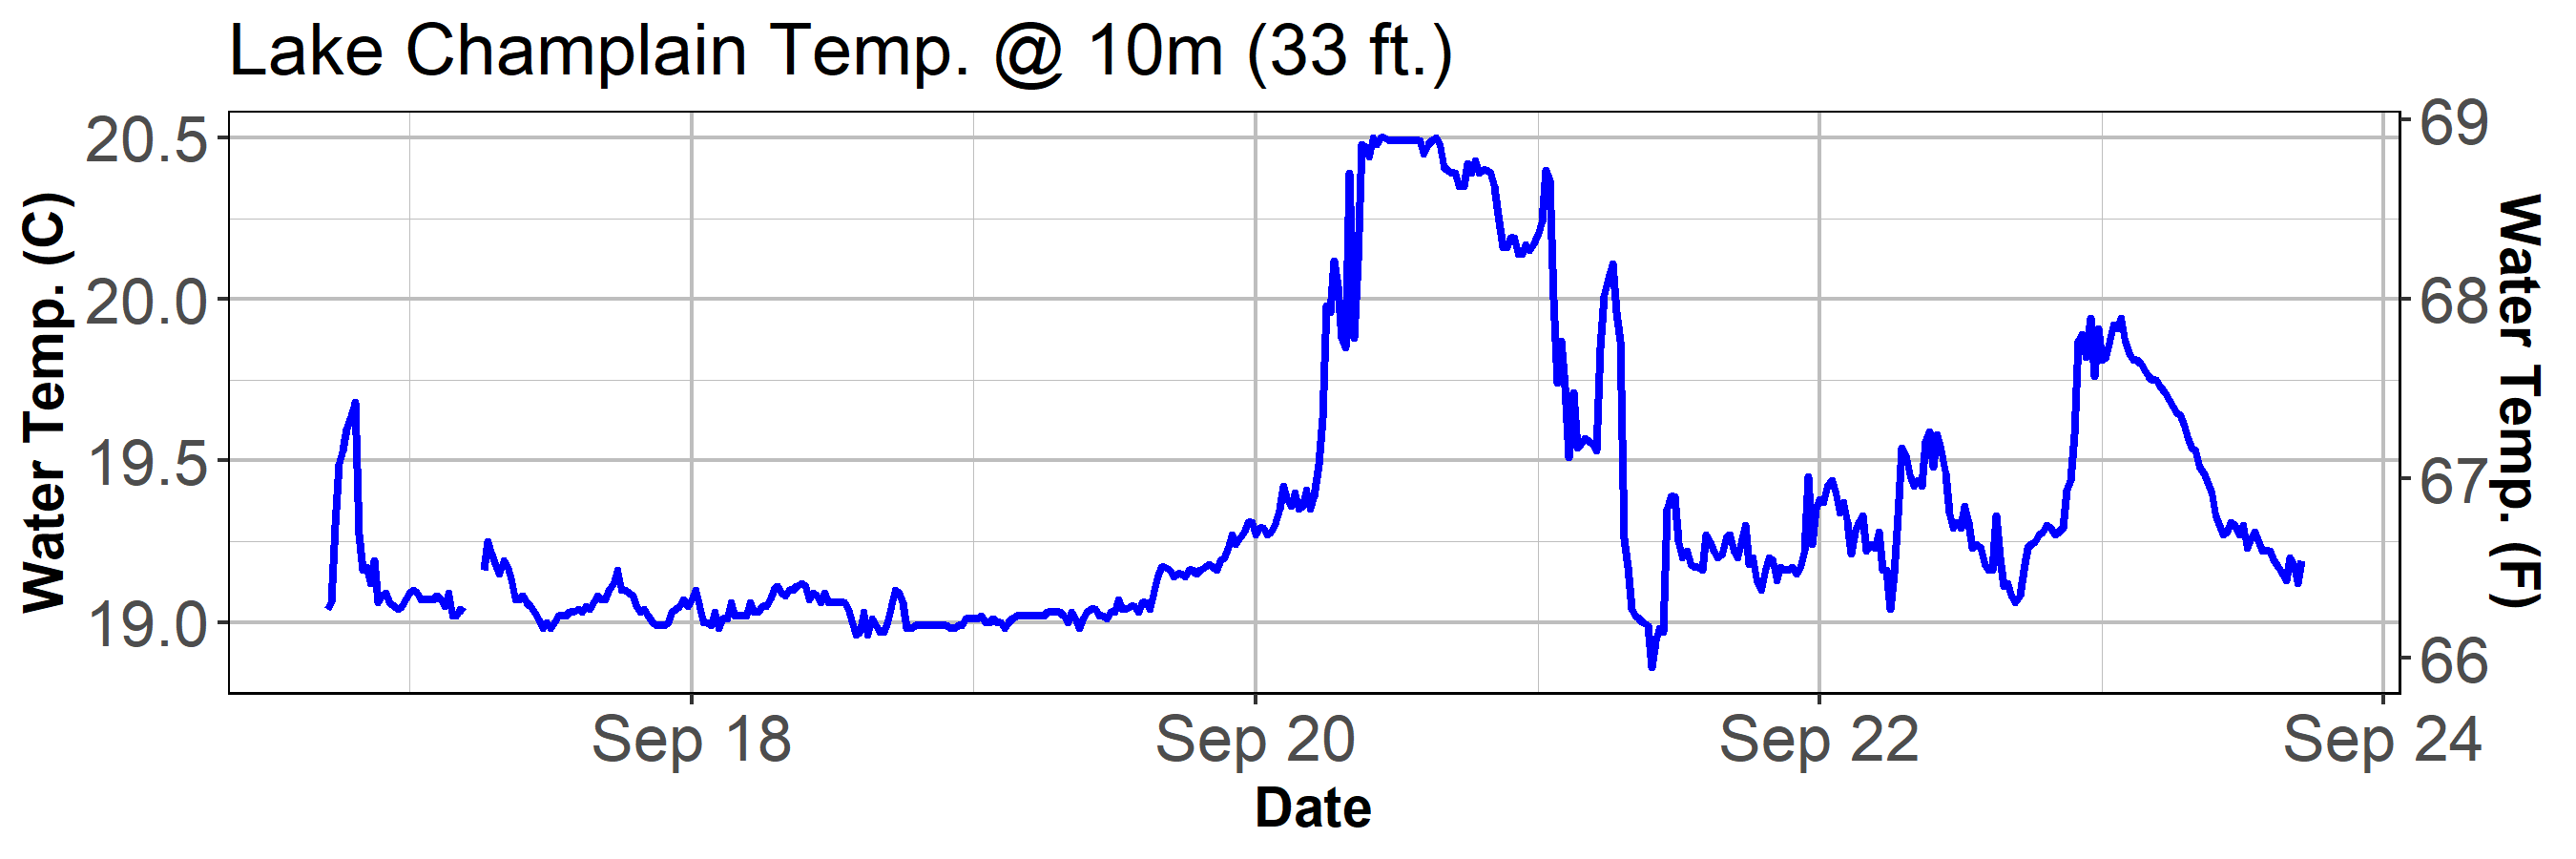 Lake Champlain Temp. @ 10m (33 ft.)
Water Temp. (C)
20.5
20.0
19.5
19.0
69
68
67
66
Water Temp. (F)
Sep 18
Sep 20
Sep 22
Sep 24
Date